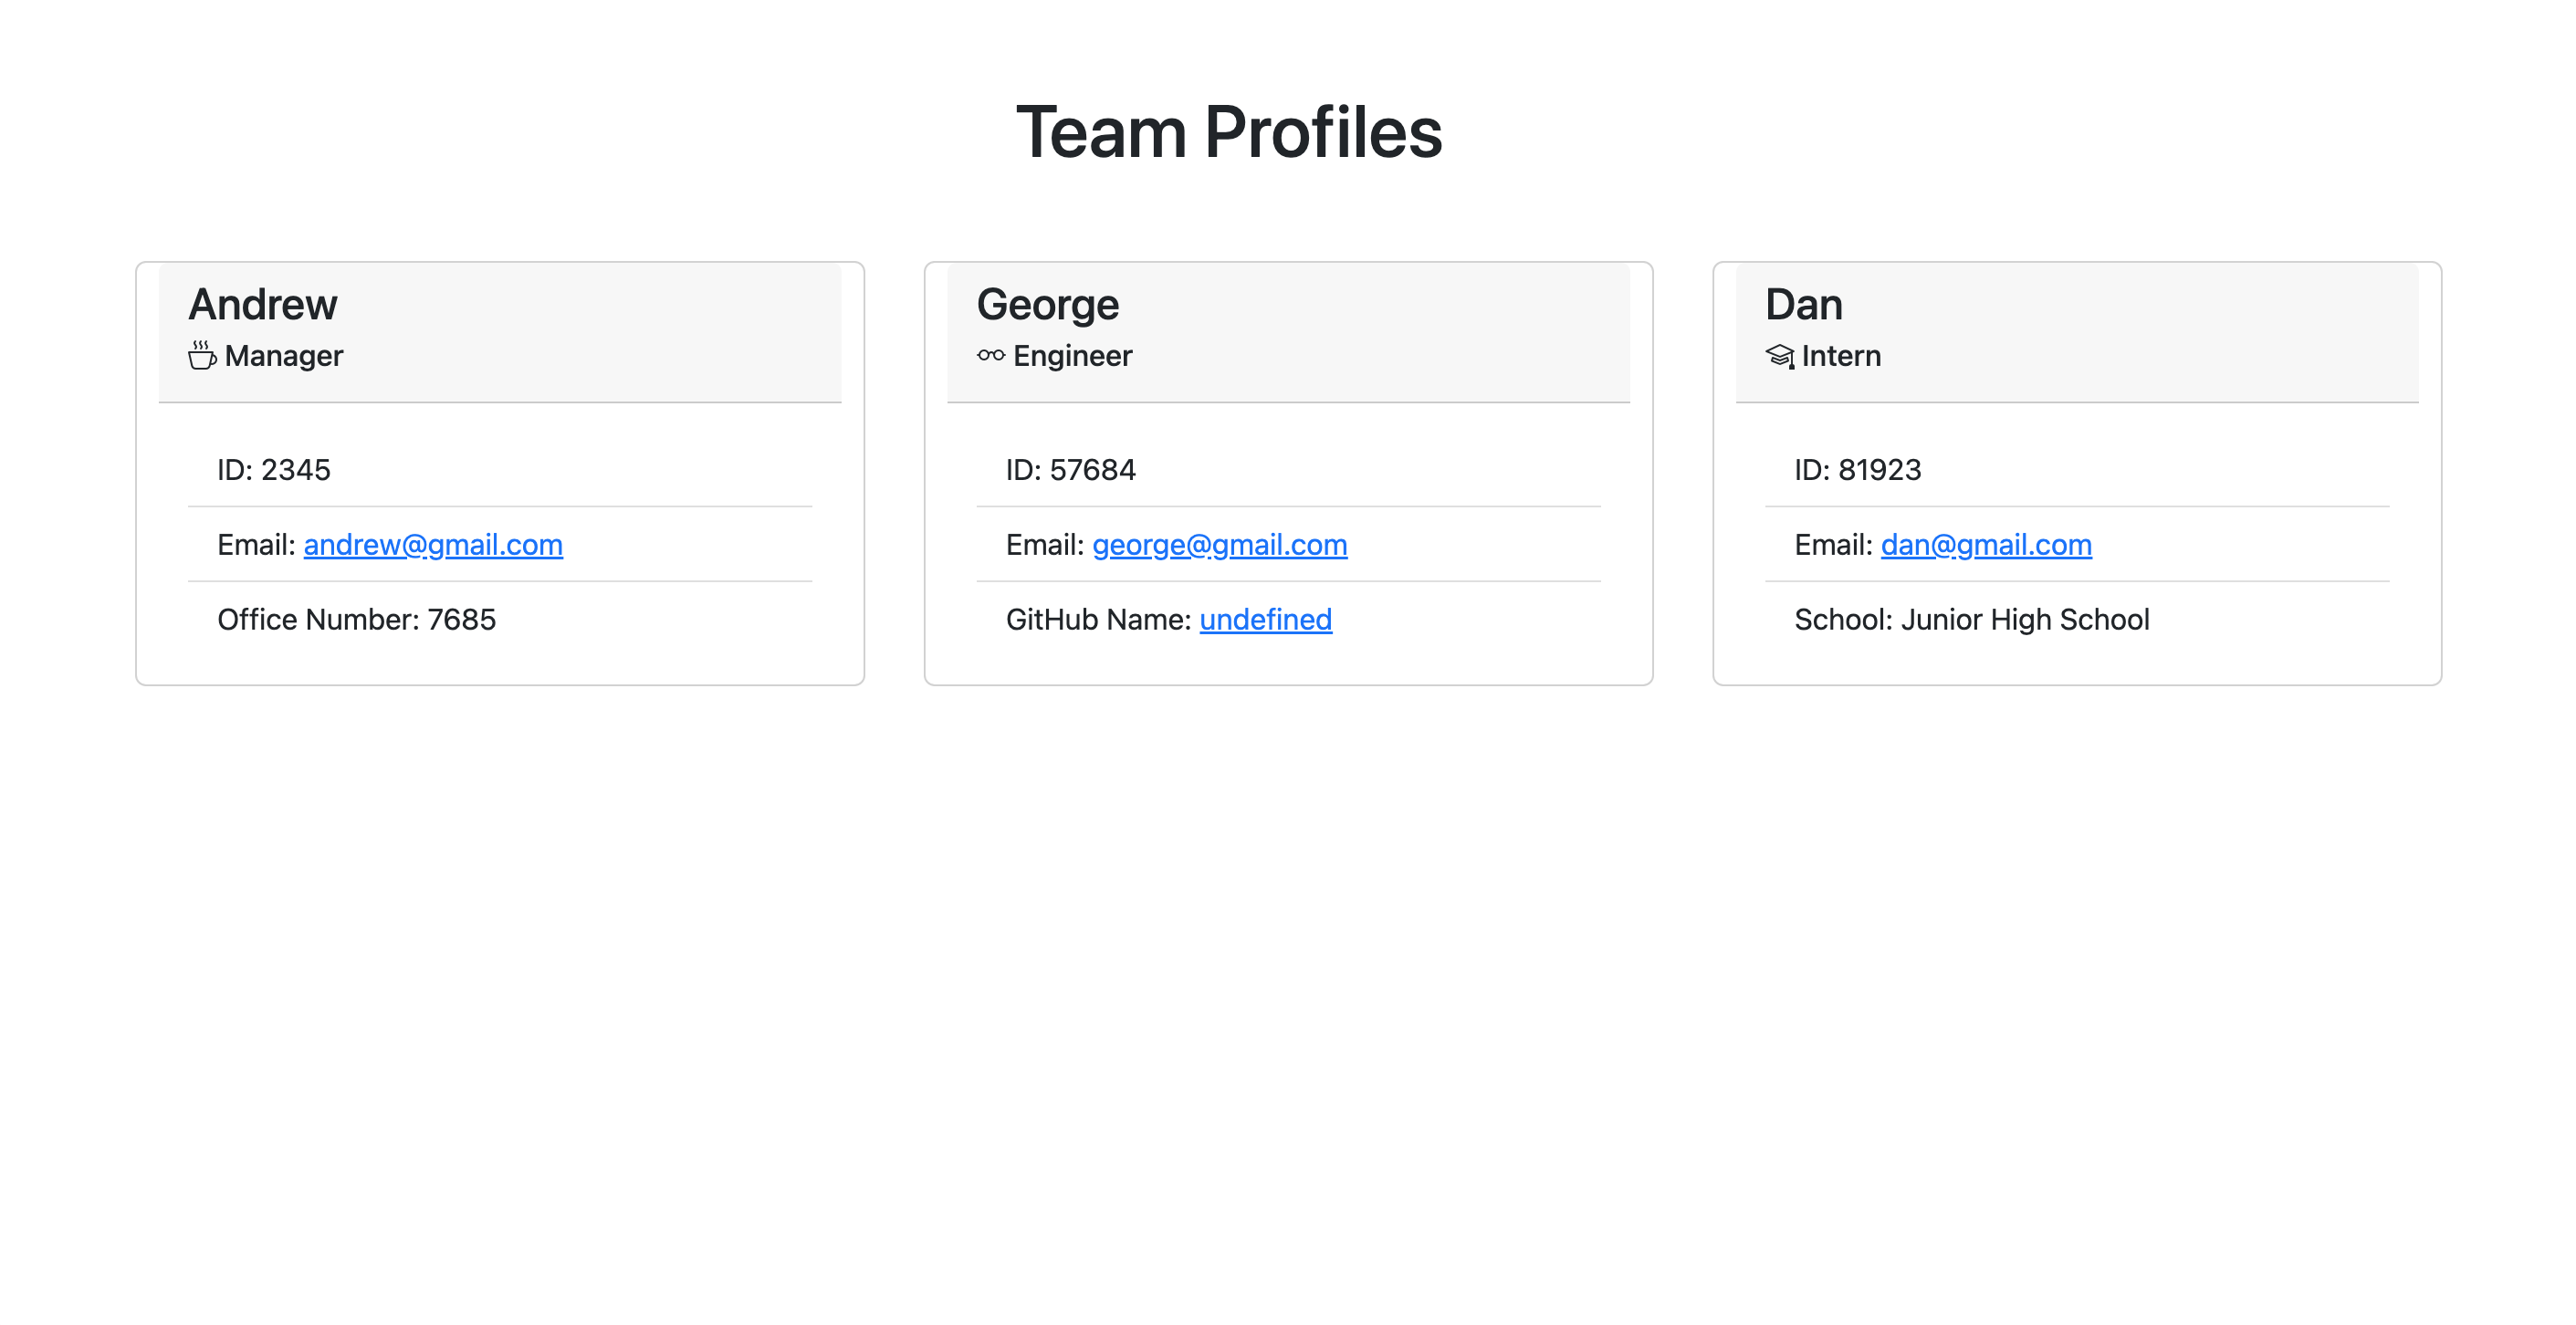 Team Profiles
Andrew
Manager
ID: 2345
Email: andrew@gmail.com
Office Number: 7685
George
Engineer
ID: 57684
Email: george@gmail.com
GitHub Name: undefined
Dan
Intern
ID: 81923
Email: dan@gmail.com
School: Junior High School